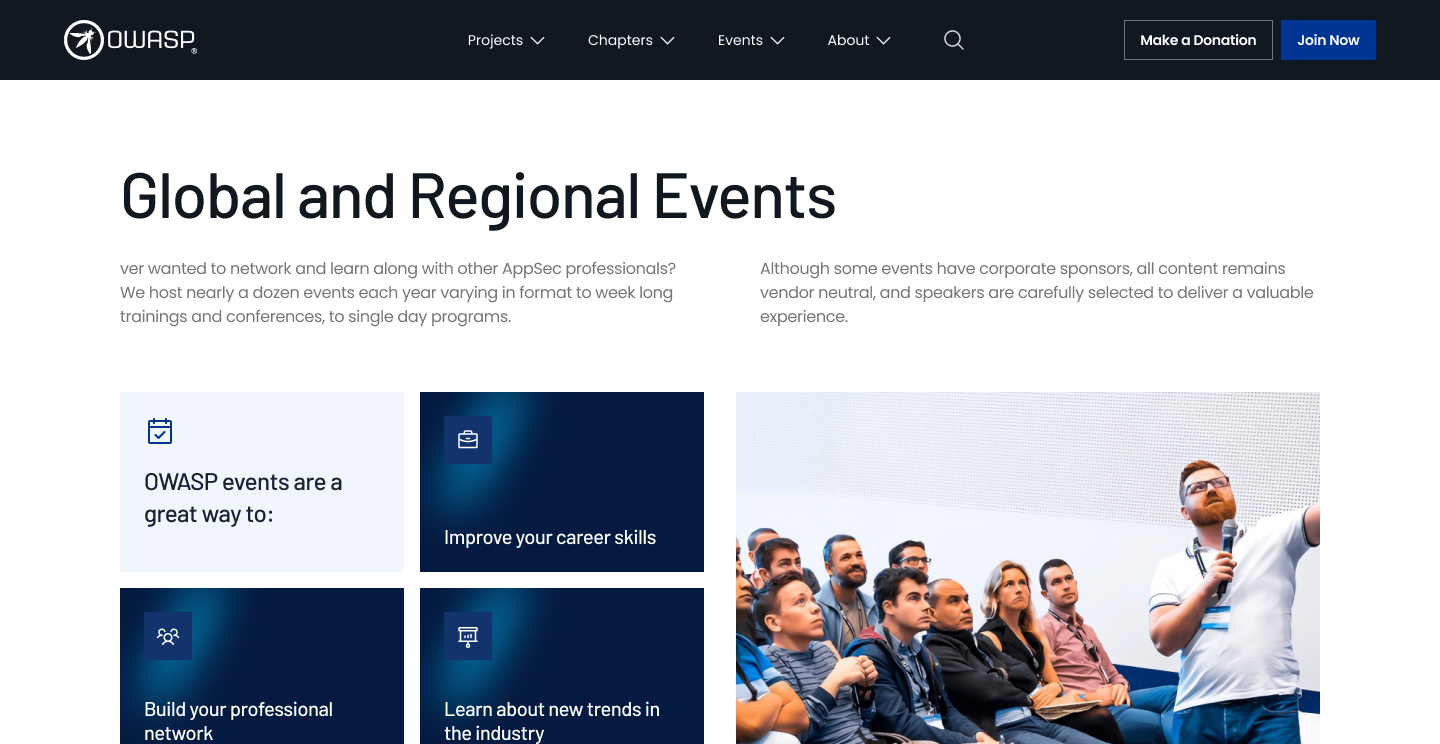 OWASP®
Projects
Chapters
Events
About
Make a Donation
Join Now
Global and Regional Events
ver wanted to network and learn along with other AppSec professionals?
We host nearly a dozen events each year varying in format to week long
trainings and conferences, to single day programs.
Although some events have corporate sponsors, all content remains
vendor neutral, and speakers are carefully selected to deliver a valuable
experience.
OWASP events are a
great way to:
Improve your career skills
Build your professional
network
Learn about new trends in
the industry